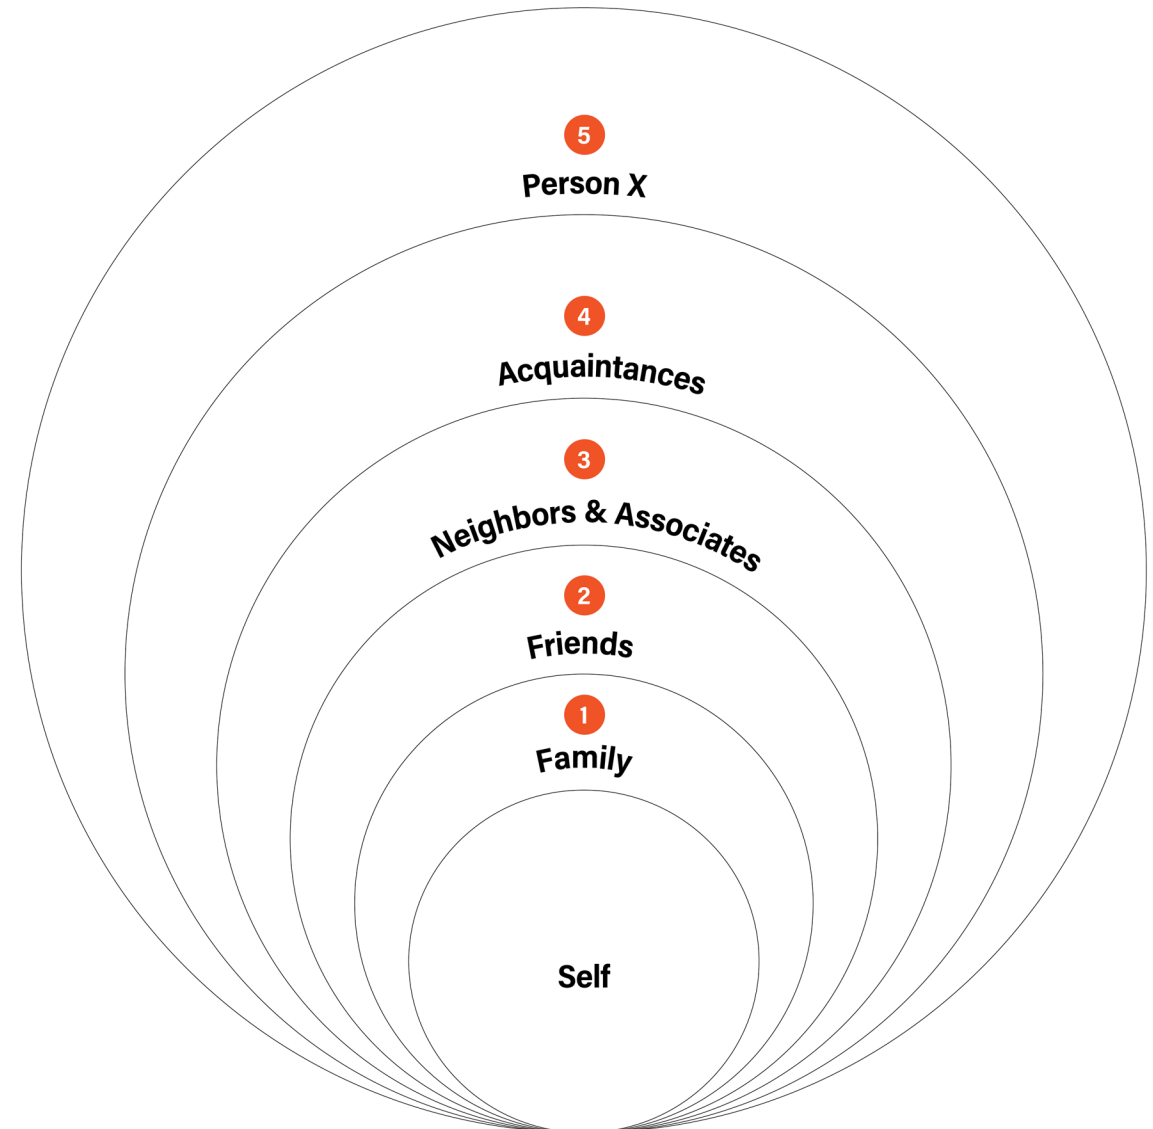 5
Person X
4
Acquaintances
3
Neighbors & Associates
2
Friends
1
Family
Self